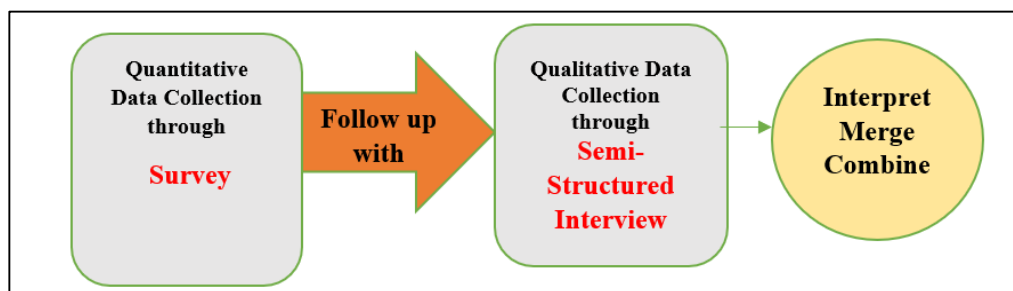 Quantitative
Data Collection
through
Survey
Follow up
with
Qualitative Data
Collection
through
Semi-
Structured
Interview
Interpret
Merge
Combine